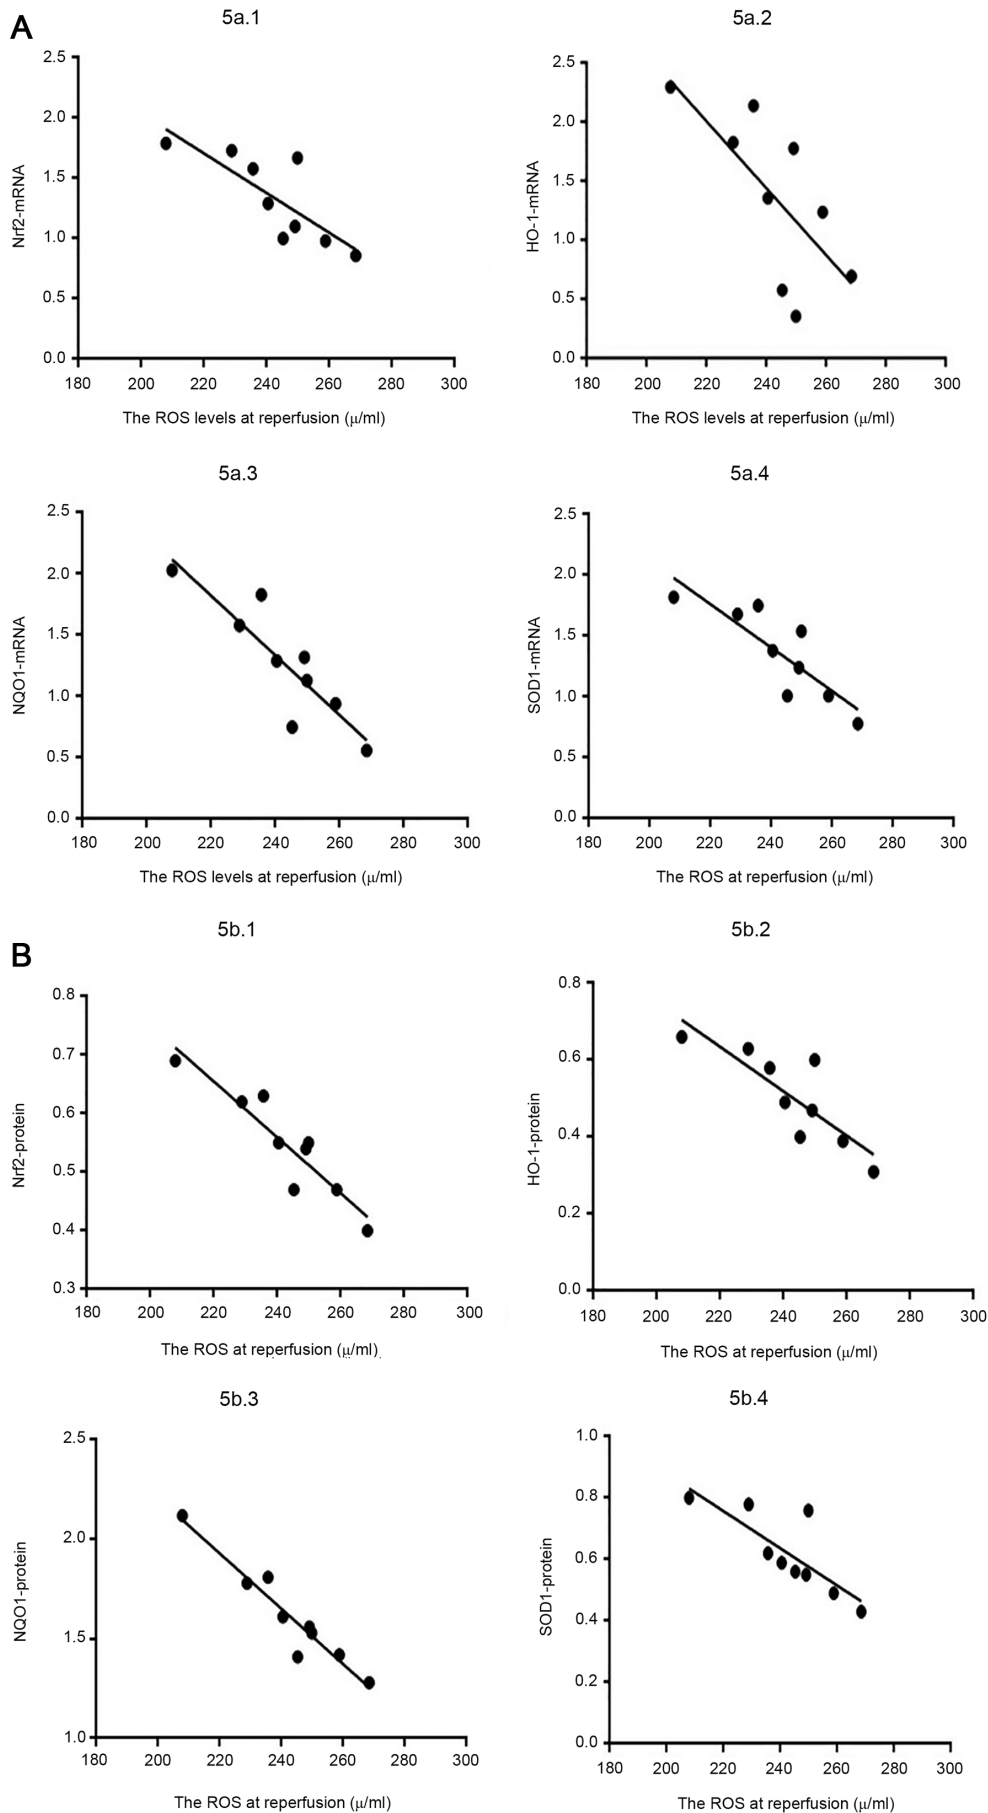 A
5a.1
5a.2
2.5
2.0
1.5
1.0
0.5
0.0
Nrf2-mRNA
180 200 220 240 260 280 300
The ROS levels at reperfusion (μ/ml)
2.5
2.0
1.5
1.0
0.5
0.0
HO-1-mRNA
180 200 220 240 260 280 300
The ROS levels at reperfusion (μ/ml)
5a.3
5a.4
2.5
2.0
1.5
1.0
0.5
0.0
NQO1-mRNA
180 200 220 240 260 280 300
The ROS levels at reperfusion (μ/ml)
2.5
2.0
1.5
1.0
0.5
0.0
SOD1-mRNA
180 200 220 240 260 280 300
The ROS at reperfusion (μ/ml)
B
5b.1
5b.2
0.8
0.7
0.6
0.5
0.4
0.3
Nrf2-protein
180 200 220 240 260 280 300
The ROS at reperfusion (μ/ml)
0.8
0.6
0.4
0.2
0.0
HO-1-protein
180 200 220 240 260 280 300
The ROS at reperfusion (μ/ml)
5b.3
5b.4
2.5
2.0
1.5
1.0
NQO1-protein
180 200 220 240 260 280 300
The ROS at reperfusion (μ/ml)
1.0
0.8
0.6
0.4
0.2
0.0
SOD1-protein
180 200 220 240 260 280 300
The ROS at reperfusion (μ/ml)